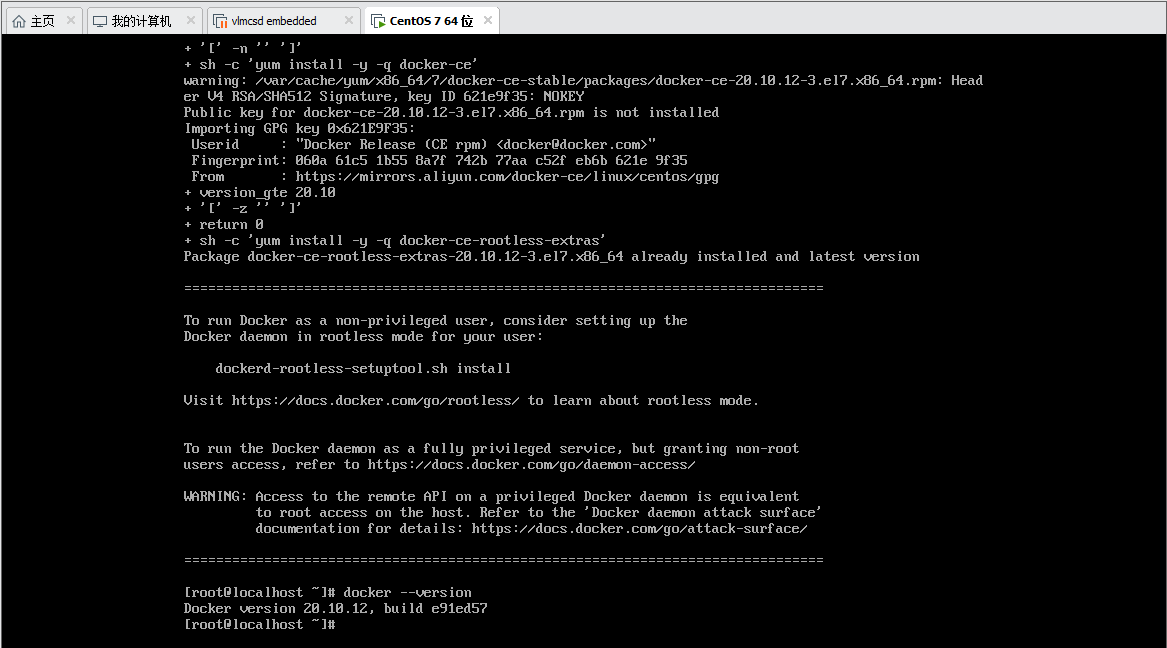 主页 我的计算机 vlmcsd embedded CentOS 7 64 位
+ '[' -n '' ']'
+ sh -c 'yum install -y -q docker-ce'
warning: /var/cache/yum/x86_64/7/docker-ce-stable/packages/docker-ce-20.10.12-3.el7.x86_64.rpm: Head
er V4 RSA/SHA512 Signature, key ID 621e9f35: NOKEY
Public key for docker-ce-20.10.12-3.el7.x86_64.rpm is not installed
Importing GPG key 0x621E9F35:
 Userid     : "Docker Release (CE rpm) <docker@docker.com>"
 Fingerprint: 060a 61c5 1b55 8a7f 742b 77aa c52f eb6b 621e 9f35
 From       : https://mirrors.aliyun.com/docker-ce/linux/centos/gpg
+ version_gte 20.10
+ '[' -z '' ']'
+ return 0
+ sh -c 'yum install -y -q docker-ce-rootless-extras'
Package docker-ce-rootless-extras-20.10.12-3.el7.x86_64 already installed and latest version
================================================================================
To run Docker as a non-privileged user, consider setting up the
Docker daemon in rootless mode for your user:
    dockerd-rootless-setuptool.sh install
Visit https://docs.docker.com/go/rootless/ to learn about rootless mode.
To run the Docker daemon as a fully privileged service, but granting non-root
users access, refer to https://docs.docker.com/go/daemon-access/
WARNING: Access to the remote API on a privileged Docker daemon is equivalent
         to root access on the host. Refer to the 'Docker daemon attack surface'
         documentation for details: https://docs.docker.com/go/attack-surface/
================================================================================
[root@localhost ~]# docker --version
Docker version 20.10.12, build e91ed57
[root@localhost ~]#